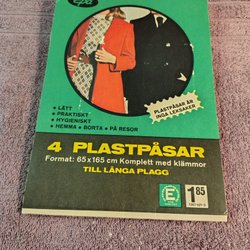 epa
PLASTPÅSAR ÄR
INGA LEKSAKER
• LÄTT
• PRAKTISKT
• HYGIENISKT
• HEMMA • BORTA • PÅ RESOR
4 PLASTPÅSAR
Format: 65 x 165 cm Komplett med klämmor
TILL LÅNGA PLAGG
E
1.85